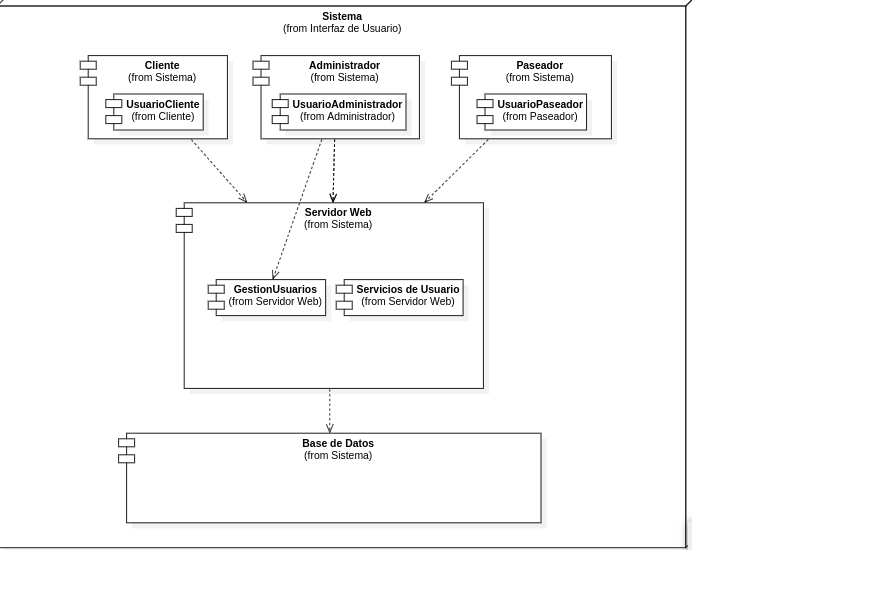 Sistema
(from Interfaz de Usuario)
Cliente
(from Sistema)
UsuarioCliente
(from Cliente)
Administrador
(from Sistema)
UsuarioAdministrador
(from Administrador)
Paseador
(from Sistema)
UsuarioPaseador
(from Paseador)
Servidor Web
(from Sistema)
GestionUsuarios
(from Servidor Web)
Servicios de Usuario
(from Servidor Web)
Base de Datos
(from Sistema)